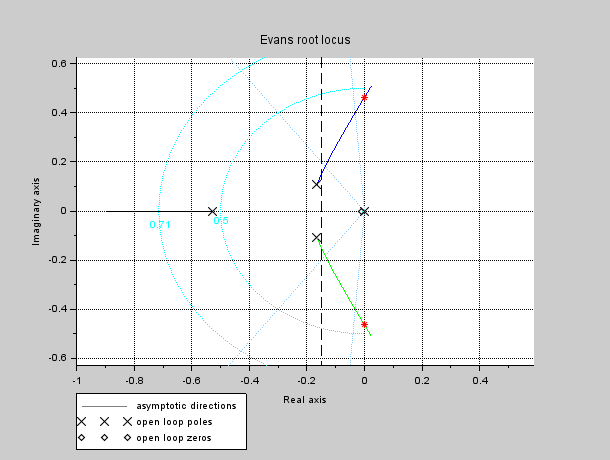 Evans root locus
0.6
0.4
0.2
0
-0.2
-0.4
-0.6
Imaginary axis
0.71
0.5
-1
-0.8
-0.6
-0.4
-0.2
0
0.2
0.4
Real axis
asymptotic directions
open loop poles
open loop zeros